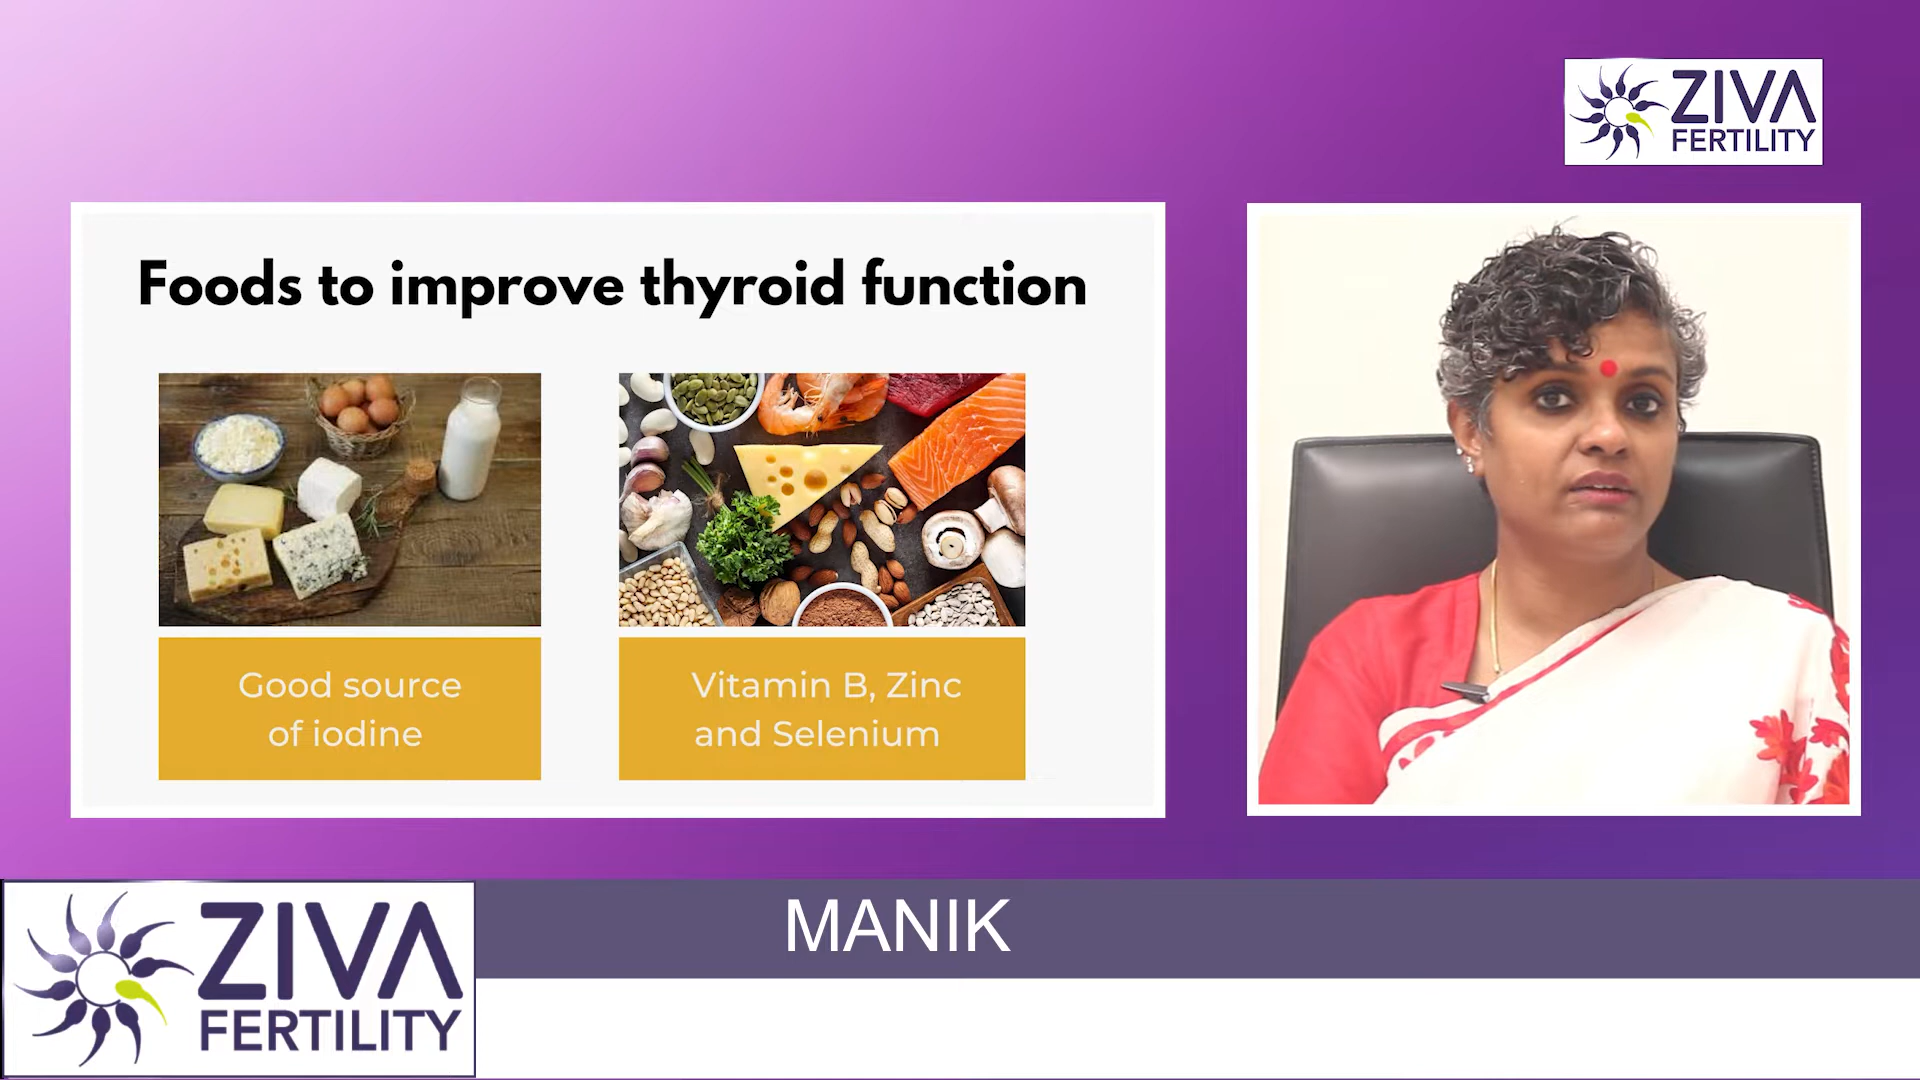 ZIVA
FERTILITY
Foods to improve thyroid function
Good source
of iodine
Vitamin B, Zinc
and Selenium
ZIVA
FERTILITY
MANIK